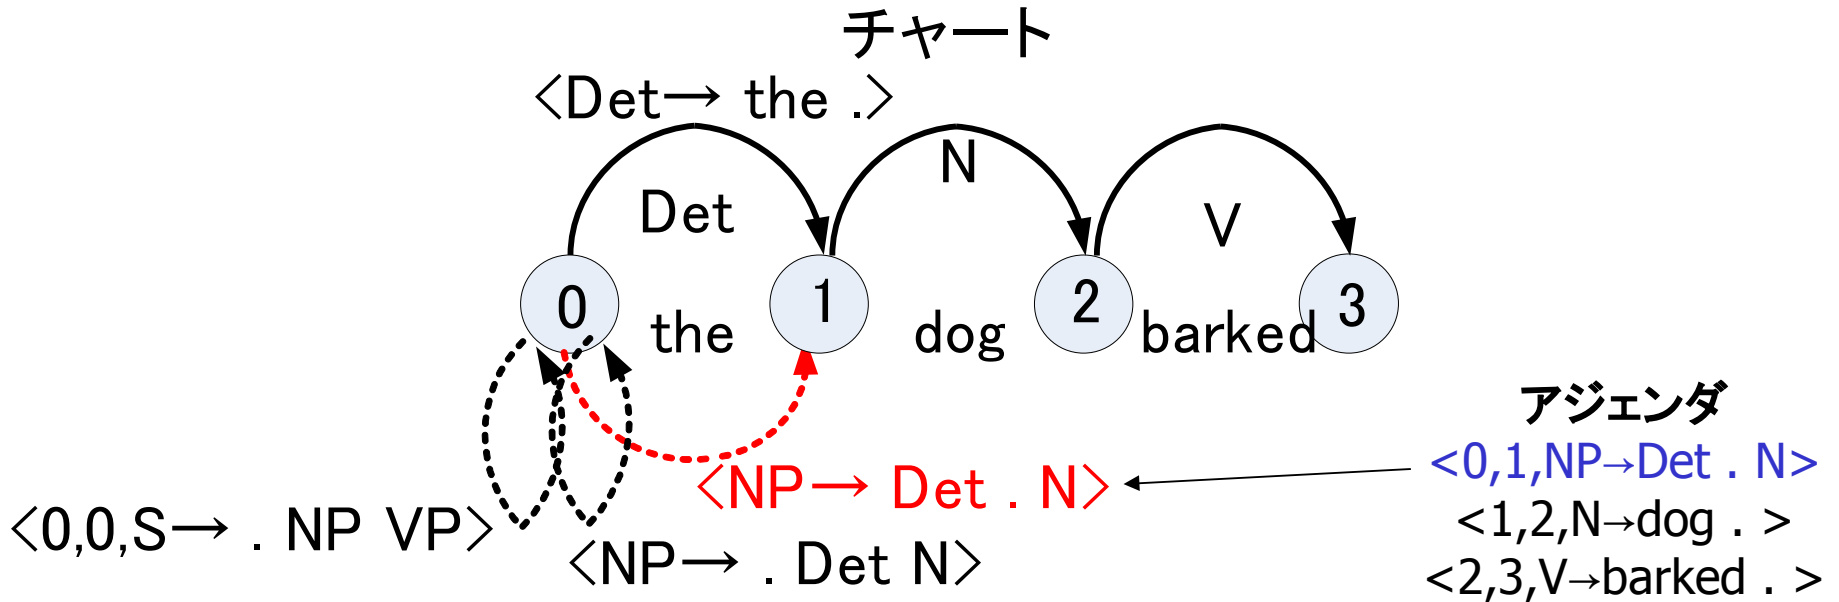 チャート
<Det→ the .>
N
Det
V
0
1
2
3
the
dog
barked
アジェンダ
<0,1,NP→Det . N>
<NP→ Det . N>
<0,0,S→ . NP VP>
<1,2,N→dog . >
<NP→ . Det N>
<2,3,V→barked . >